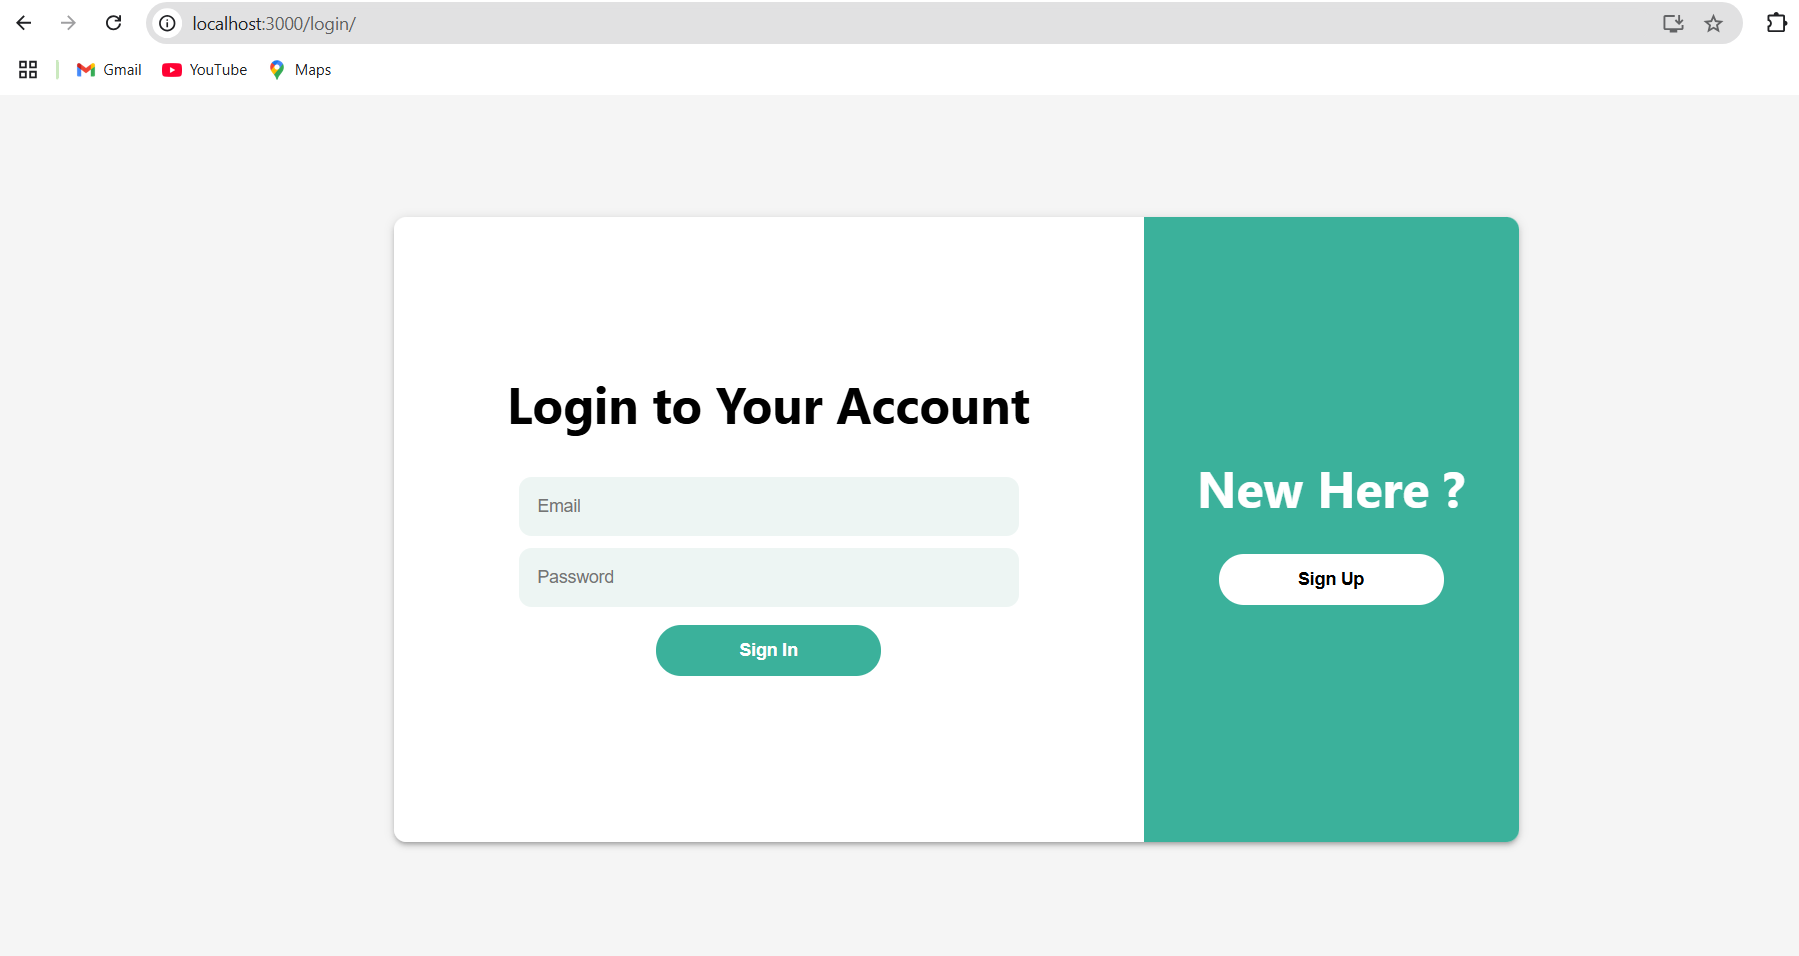 localhost:3000/login/
Gmail YouTube Maps
Login to Your Account
Email
Password
Sign In
New Here ?
Sign Up